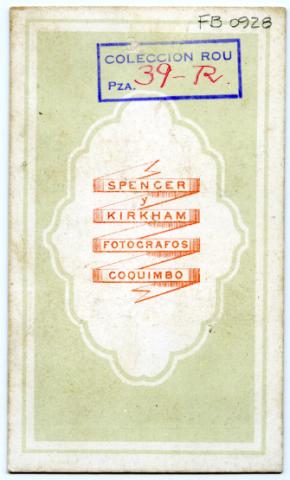 FB 0928
COLECCION ROU
PZA. 39-R.
SPENCER
y
KIRKHAM
FOTOGRAFOS
COQUIMBO